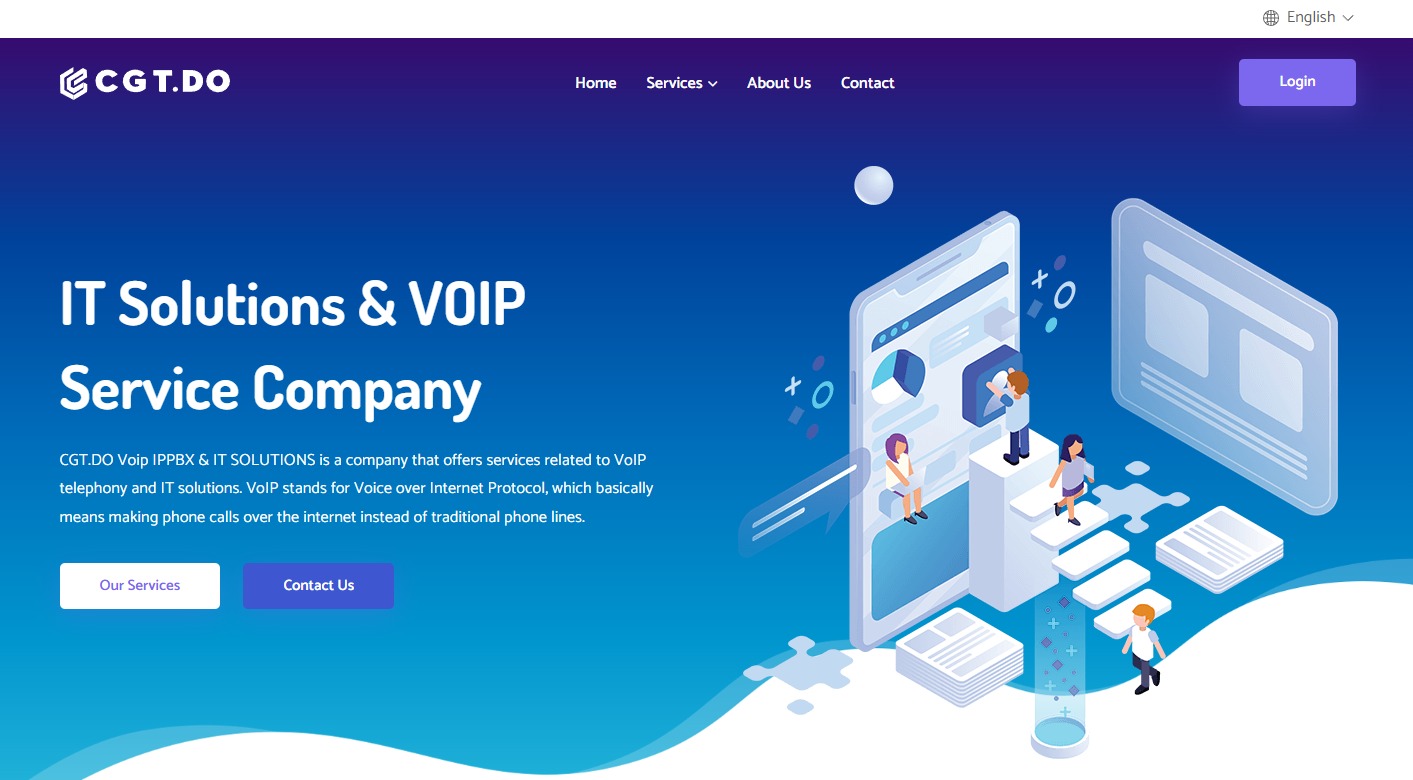 English
CGT.DO
Home
Services
About Us
Contact
Login
IT Solutions & VOIP
Service Company
CGT.DO Voip IPPBX & IT SOLUTIONS is a company that offers services related to VoIP
telephony and IT solutions. VoIP stands for Voice over Internet Protocol, which basically
means making phone calls over the internet instead of traditional phone lines.
Our Services
Contact Us